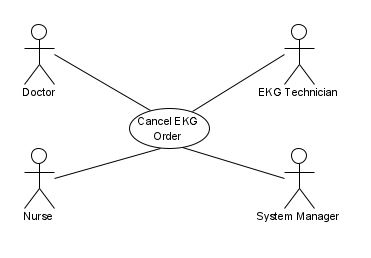 Doctor
EKG Technician
Cancel EKG
Order
Nurse
System Manager